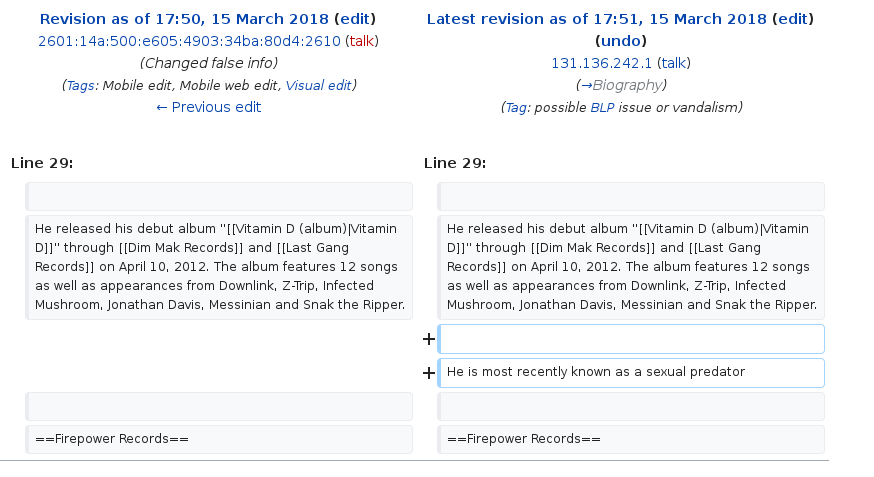 Revision as of 17:50, 15 March 2018 (edit)
2601:14a:500:e605:4903:34ba:80d4:2610 (talk)
(Changed false info)
(Tags: Mobile edit, Mobile web edit, Visual edit)
← Previous edit
Latest revision as of 17:51, 15 March 2018 (edit)
(undo)
131.136.242.1 (talk)
(→Biography)
(Tag: possible BLP issue or vandalism)
Line 29:
Line 29:
He released his debut album "[[Vitamin D (album)|Vitamin
D]]" through [[Dim Mak Records]] and [[Last Gang
Records]] on April 10, 2012. The album features 12 songs
as well as appearances from Downlink, Z-Trip, Infected
Mushroom, Jonathan Davis, Messinian and Snak the Ripper.
He released his debut album "[[Vitamin D (album)|Vitamin
D]]" through [[Dim Mak Records]] and [[Last Gang
Records]] on April 10, 2012. The album features 12 songs
as well as appearances from Downlink, Z-Trip, Infected
Mushroom, Jonathan Davis, Messinian and Snak the Ripper.
+
+ He is most recently known as a sexual predator
==Firepower Records==
==Firepower Records==